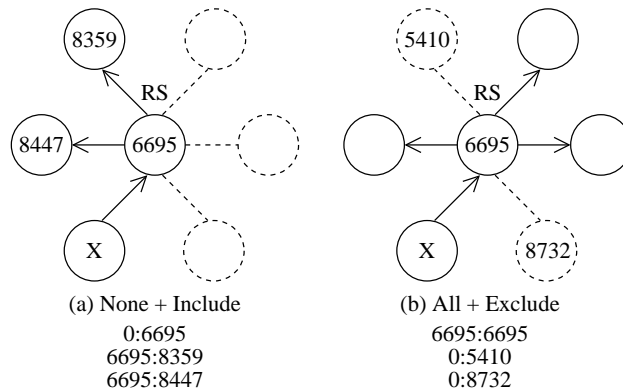 8359
RS
8447
6695
X
(a) None + Include
0:6695
6695:8359
6695:8447
5410
RS
6695
X
8732
(b) All + Exclude
6695:6695
0:5410
0:8732